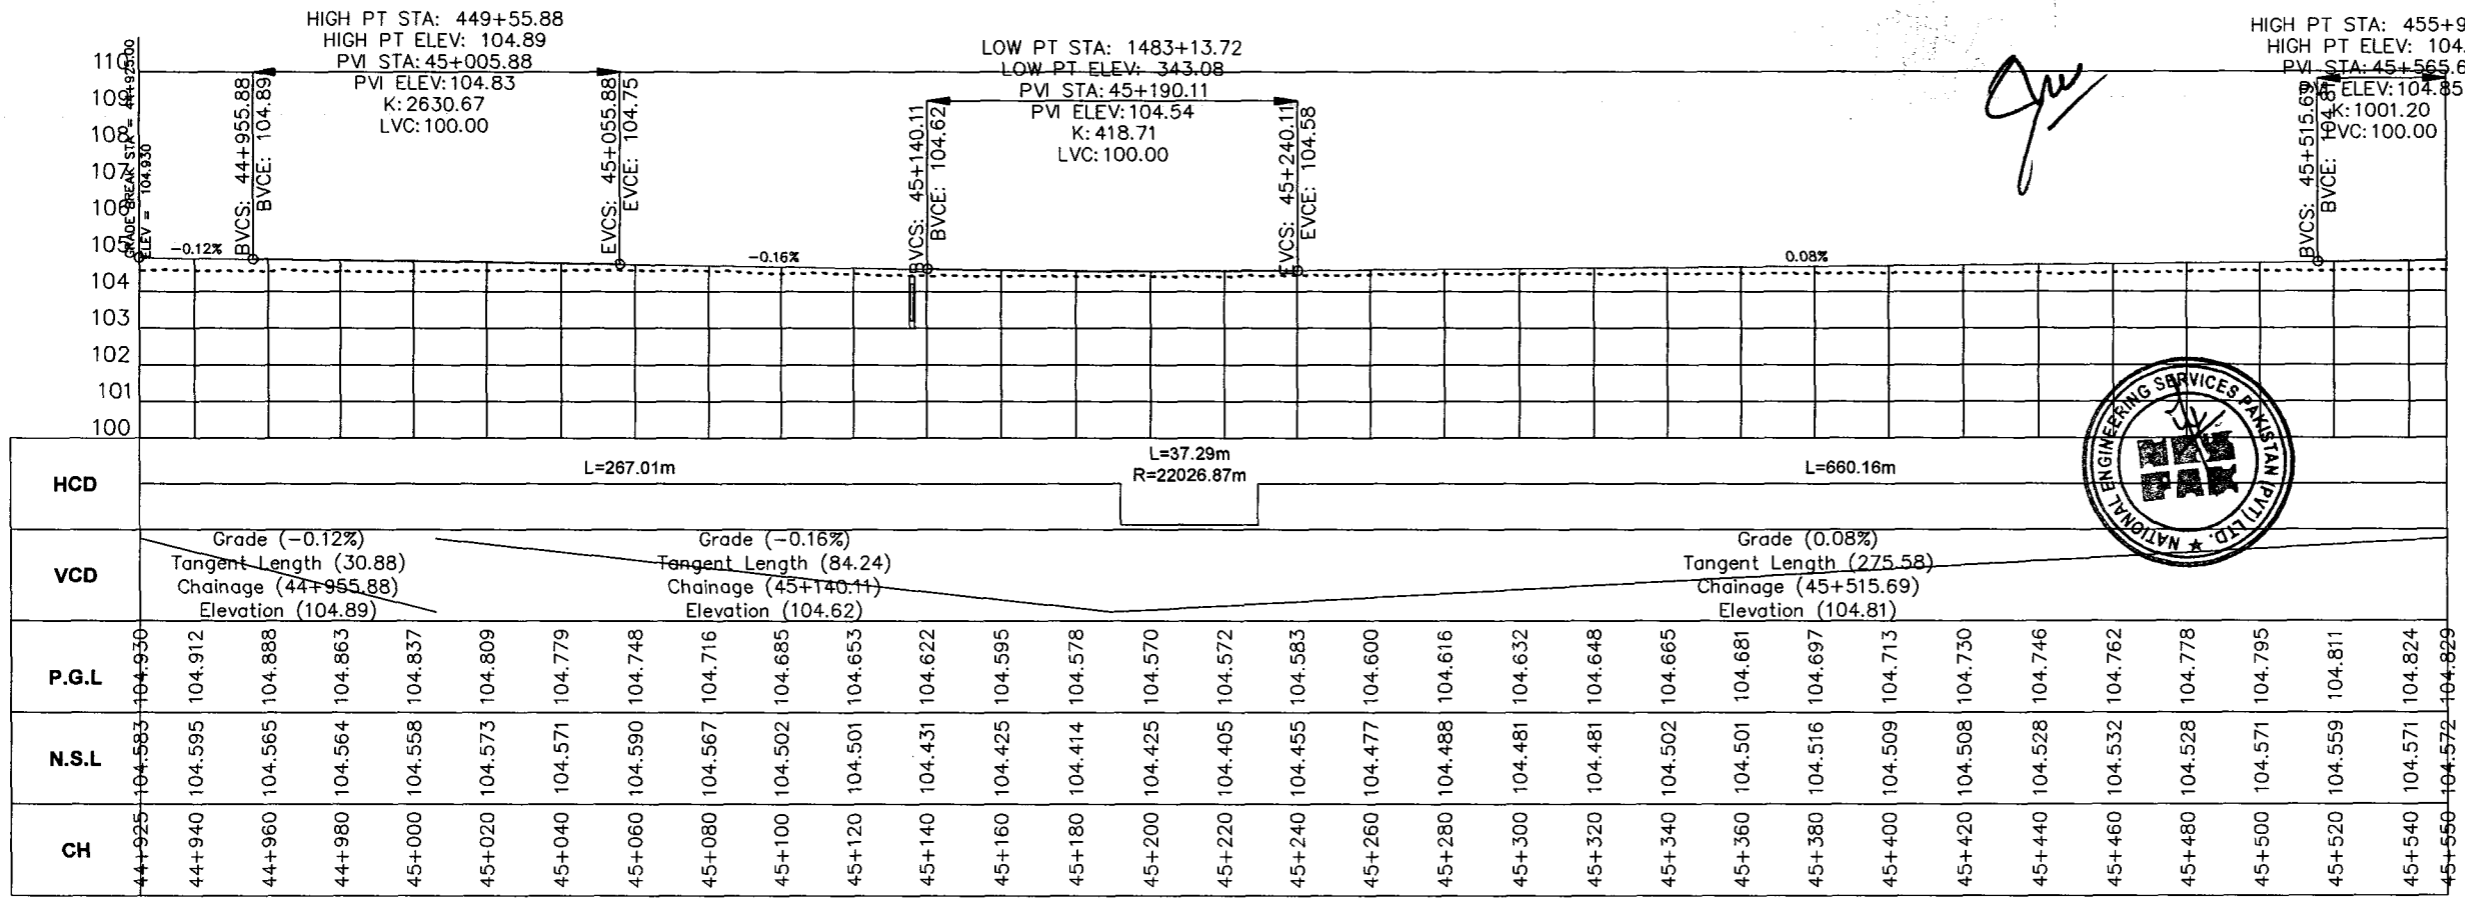 HIGH PT STA: 449+55.88
HIGH PT ELEV: 104.89
PVI STA: 45+005.88
PVI ELEV: 104.83
K: 2630.67
LVC: 100.00
LOW PT STA: 1483+13.72
LOW PT ELEV: 343.08
PVI STA: 45+190.11
PVI ELEV: 104.54
K: 418.71
LVC: 100.00
HIGH PT STA: 455+9
HIGH PT ELEV: 104.
PVI STA: 45+565.6
PVI ELEV: 104.85
K: 1001.20
LVC: 100.00
110
109
108
107
106
105
104
103
102
101
100
GRADE BREAK STA = 44+925.00
ELEV = 104.930
BVCS: 44+955.88
BVCE: 104.89
EVCS: 45+055.88
EVCE: 104.75
BVCS: 45+140.11
BVCE: 104.62
EVCS: 45+240.11
EVCE: 104.58
BVCS: 45+515.69
BVCE: 104.81
-0.12%
-0.16%
0.08%
NATIONAL ENGINEERING SERVICES PAKISTAN (PVT) LTD. ★
HCD
L=267.01m
L=37.29m
R=22026.87m
L=660.16m
VCD
Grade (-0.12%)
Tangent Length (30.88)
Chainage (44+955.88)
Elevation (104.89)
Grade (-0.16%)
Tangent Length (84.24)
Chainage (45+140.11)
Elevation (104.62)
Grade (0.08%)
Tangent Length (275.58)
Chainage (45+515.69)
Elevation (104.81)
P.G.L 104.930 104.912 104.888 104.863 104.837 104.809 104.779 104.748 104.716 104.685 104.653 104.622 104.595 104.578 104.570 104.572 104.583 104.600 104.616 104.632 104.648 104.665 104.681 104.697 104.713 104.730 104.746 104.762 104.778 104.795 104.811 104.824 104.829
N.S.L 104.583 104.595 104.565 104.564 104.558 104.573 104.571 104.590 104.567 104.502 104.501 104.431 104.425 104.414 104.425 104.405 104.455 104.477 104.488 104.481 104.481 104.502 104.501 104.516 104.509 104.508 104.528 104.532 104.528 104.571 104.559 104.571 104.572
CH 44+925 44+940 44+960 44+980 45+000 45+020 45+040 45+060 45+080 45+100 45+120 45+140 45+160 45+180 45+200 45+220 45+240 45+260 45+280 45+300 45+320 45+340 45+360 45+380 45+400 45+420 45+440 45+460 45+480 45+500 45+520 45+540 45+550